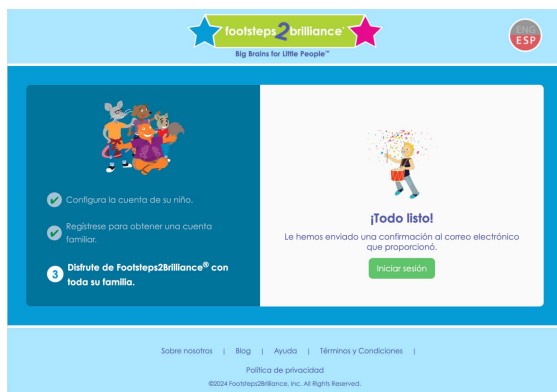 footsteps2brilliance
Big Brains for Little People™
ENG
ESP
Configura la cuenta de su niño.
Regístrese para obtener una cuenta
familiar.
3 Disfrute de Footsteps2Brilliance® con
toda su familia.
¡Todo listo!
Le hemos enviado una confirmación al correo electrónico
que proporcionó.
Iniciar sesión
Sobre nosotros | Blog | Ayuda | Términos y Condiciones |
Política de privacidad
©2024 Footsteps2Brilliance, Inc. All Rights Reserved.